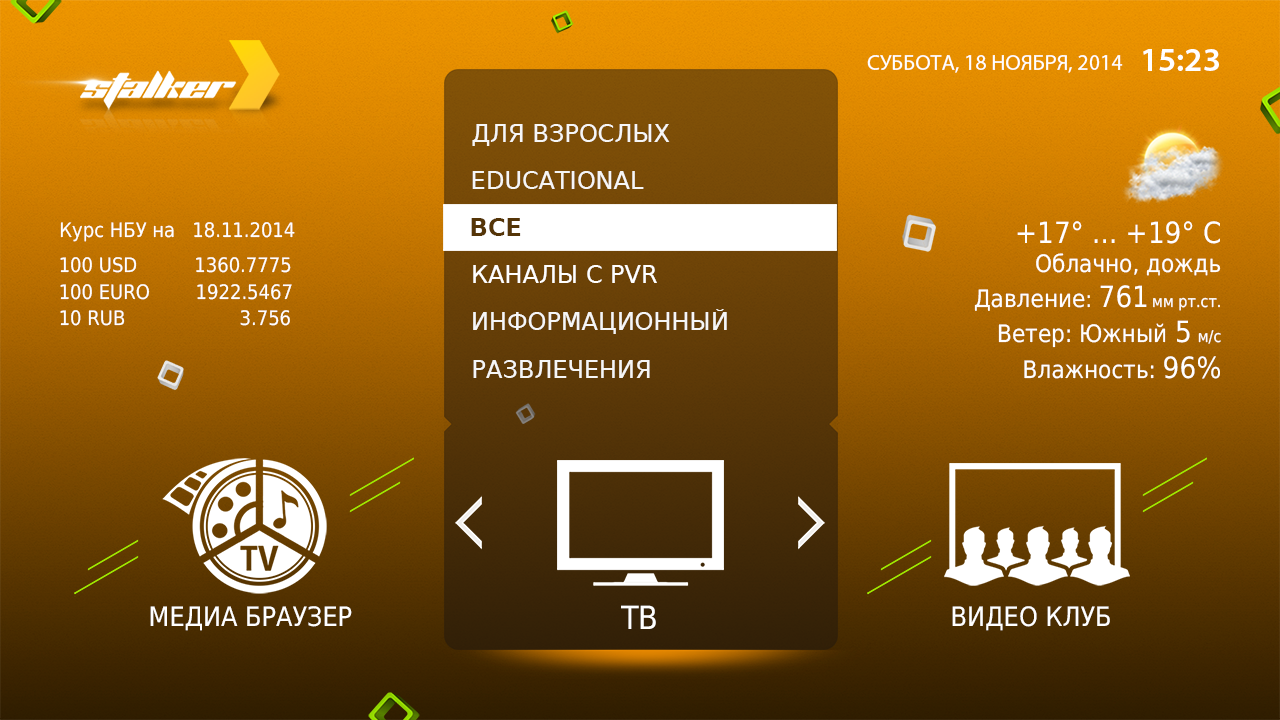 stalker
СУББОТА, 18 НОЯБРЯ, 2014 15:23
Курс НБУ на 18.11.2014
100 USD 1360.7775
100 EURO 1922.5467
10 RUB 3.756
ДЛЯ ВЗРОСЛЫХ
EDUCATIONAL
ВСЕ
КАНАЛЫ С PVR
ИНФОРМАЦИОННЫЙ
РАЗВЛЕЧЕНИЯ
+17° ... +19° C
Облачно, дождь
Давление: 761 мм рт.ст.
Ветер: Южный 5 м/с
Влажность: 96%
TV
МЕДИА БРАУЗЕР
ТВ
ВИДЕО КЛУБ